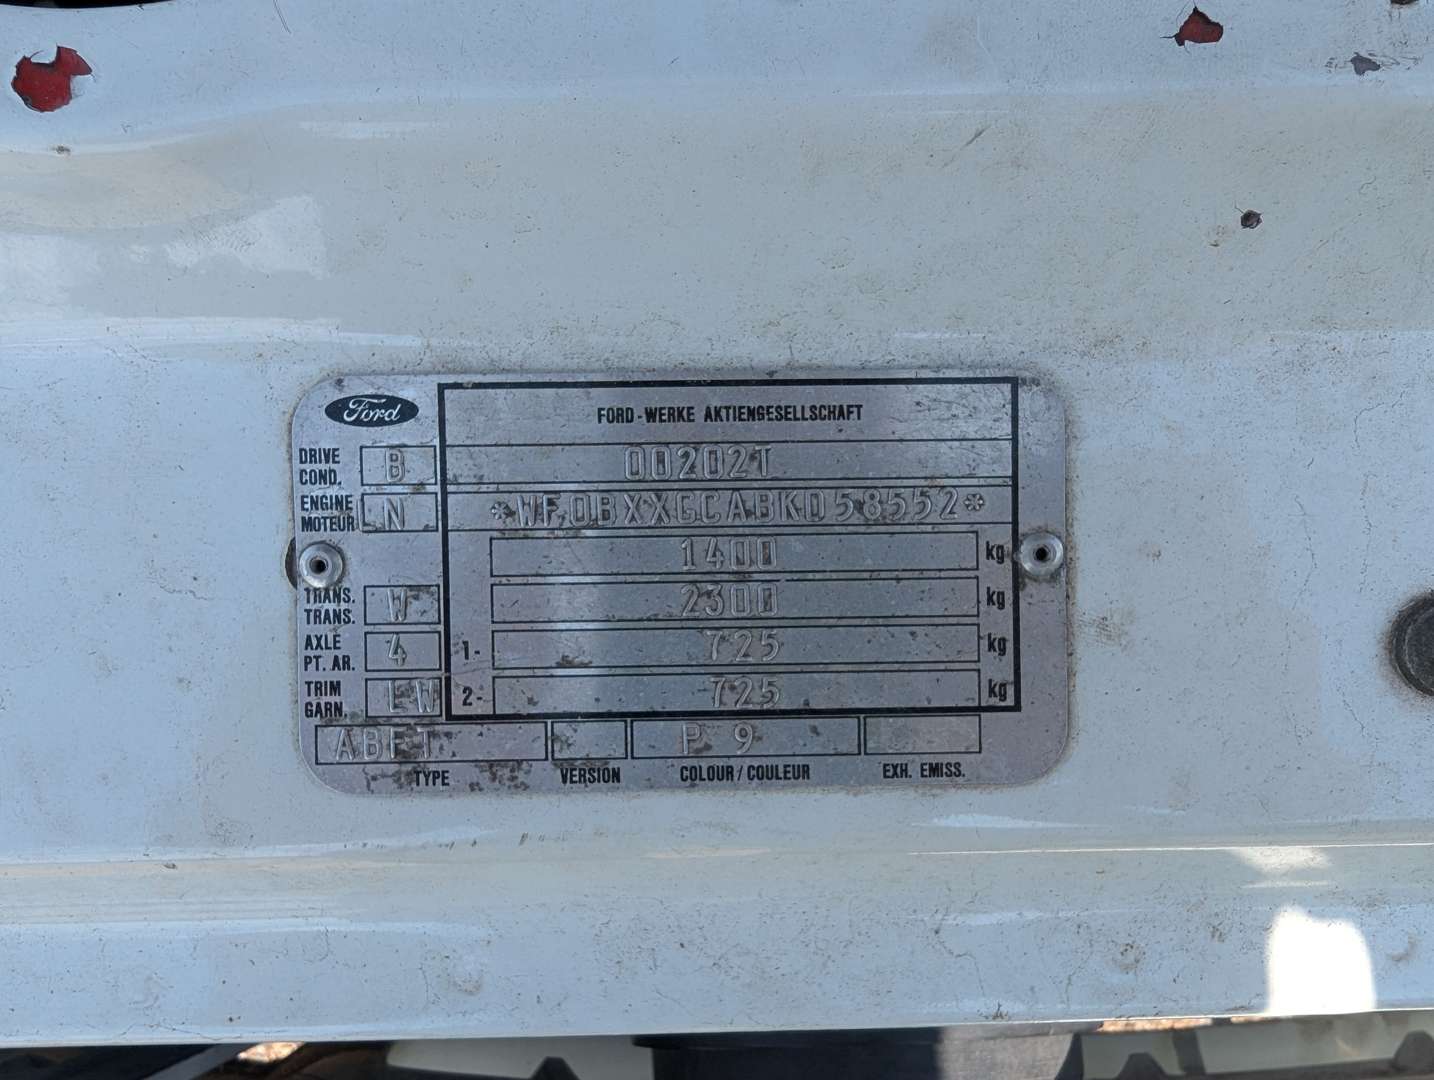 Ford
FORD-WERKE AKTIENGESELLSCHAFT
DRIVE COND. B
00202T
ENGINE MOTEUR LN
*WF0BXXGCABKD58552*
1400 kg
TRANS. TRANS. W
2300 kg
AXLE PT. AR. 4
1- 725 kg
TRIM GARN. LW
2- 725 kg
ABFT P 9
TYPE VERSION COLOUR/COULEUR EXH. EMISS.